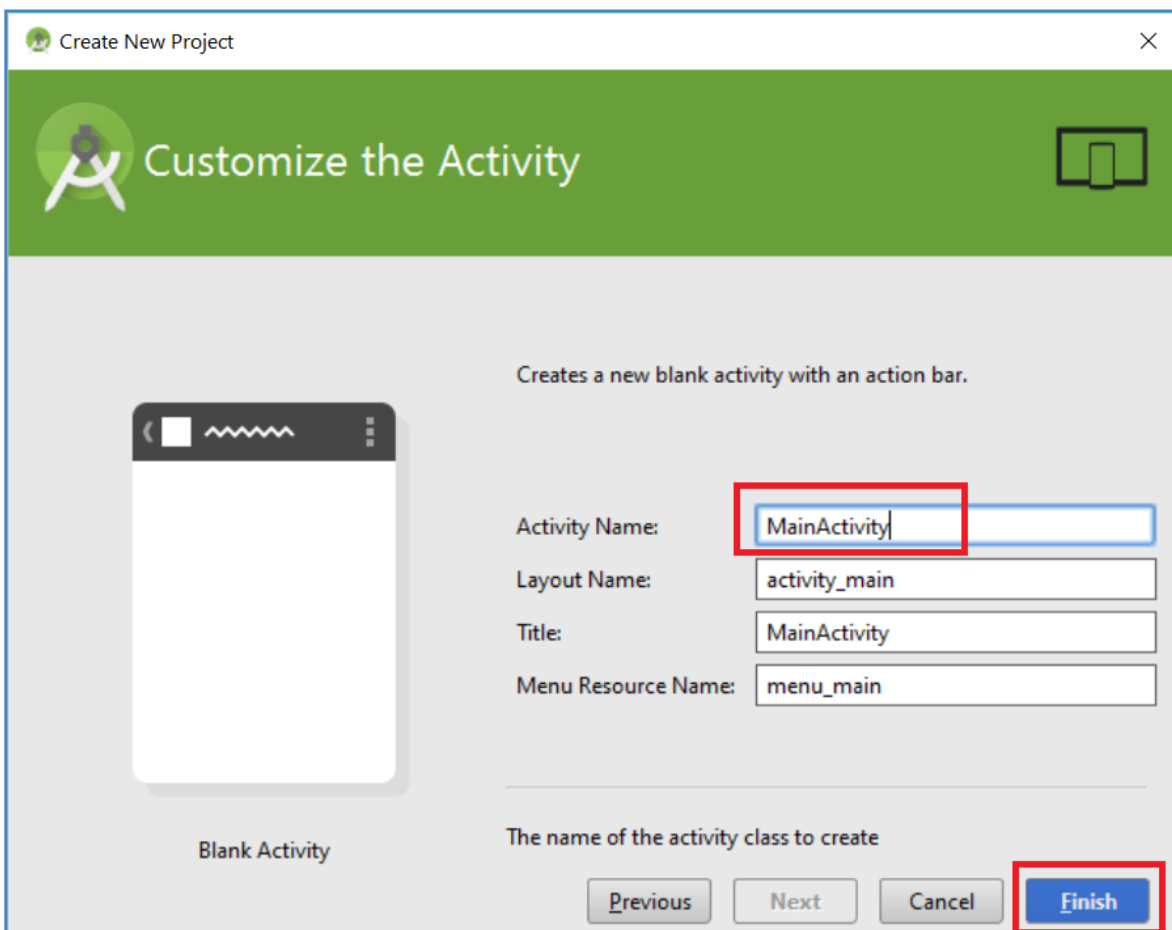 Create New Project
Customize the Activity
Creates a new blank activity with an action bar.
Activity Name: MainActivity
Layout Name: activity_main
Title: MainActivity
Menu Resource Name: menu_main
Blank Activity
The name of the activity class to create
Previous Next Cancel Finish